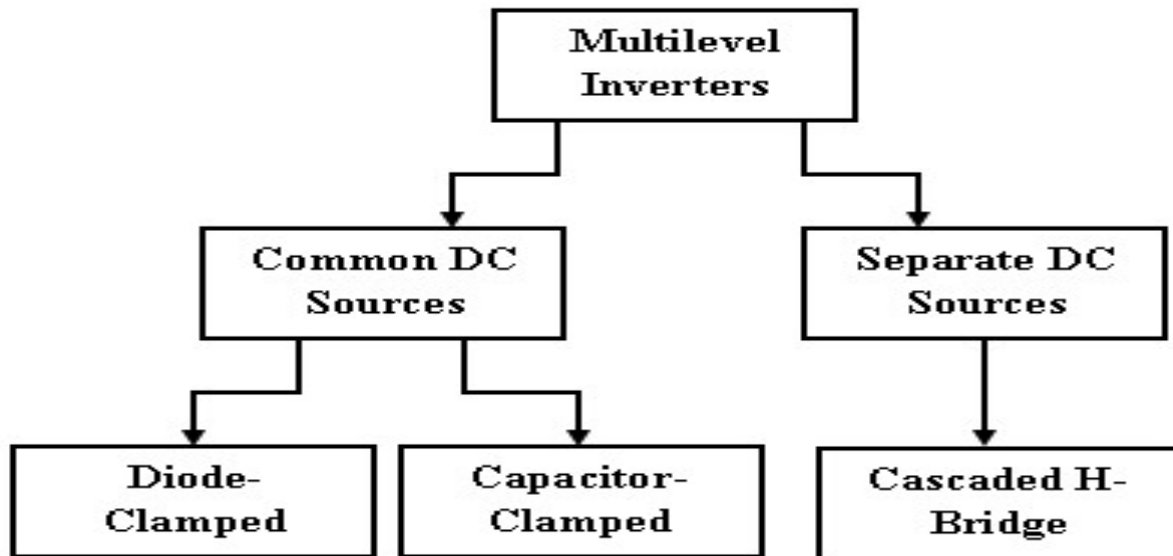 Multilevel
Inverters
Common DC
Sources
Separate DC
Sources
Diode-
Clamped
Capacitor-
Clamped
Cascaded H-
Bridge